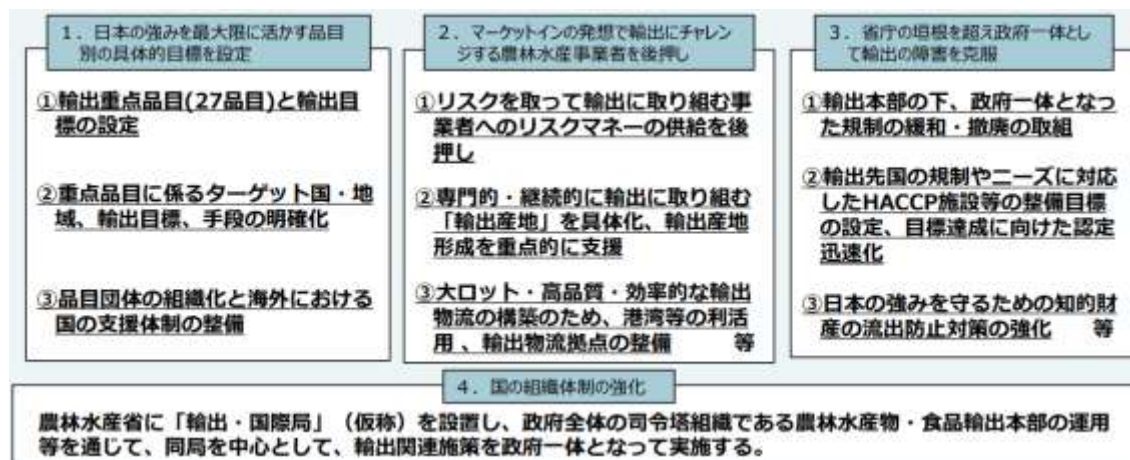 1．日本の強みを最大限に活かす品目
別の具体的目標を設定
①輸出重点品目(27品目)と輸出目
標の設定
②重点品目に係るターゲット国・地
域、輸出目標、手段の明確化
③品目団体の組織化と海外における
国の支援体制の整備
2．マーケットインの発想で輸出にチャレン
ジする農林水産事業者を後押し
①リスクを取って輸出に取り組む事
業者へのリスクマネーの供給を後
押し
②専門的・継続的に輸出に取り組む
「輸出産地」を具体化、輸出産地
形成を重点的に支援
③大ロット・高品質・効率的な輸出
物流の構築のため、港湾等の利活
用、輸出物流拠点の整備 等
3．省庁の垣根を超え政府一体とし
て輸出の障害を克服
①輸出本部の下、政府一体となっ
た規制の緩和・撤廃の取組
②輸出先国の規制やニーズに対応
したHACCP施設等の整備目標
の設定、目標達成に向けた認定
迅速化
③日本の強みを守るための知的財
産の流出防止対策の強化 等
4．国の組織体制の強化
農林水産省に「輸出・国際局」（仮称）を設置し、政府全体の司令塔組織である農林水産物・食品輸出本部の運用
等を通じて、同局を中心として、輸出関連施策を政府一体となって実施する。